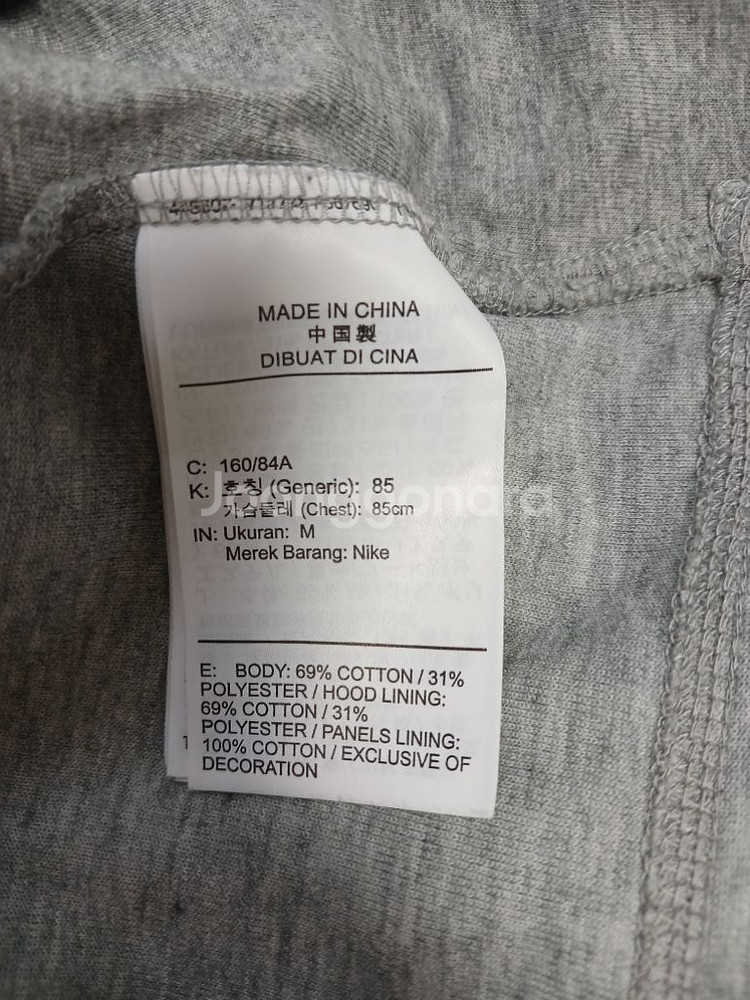 MADE IN CHINA
中国製
DIBUAT DI CINA
C: 160/84A
K: 호칭 (Generic): 85
가슴둘레 (Chest): 85cm
IN: Ukuran: M
Merek Barang: Nike
Joonggonara
E: BODY: 69% COTTON / 31%
POLYESTER / HOOD LINING:
69% COTTON / 31%
POLYESTER / PANELS LINING:
100% COTTON / EXCLUSIVE OF
DECORATION